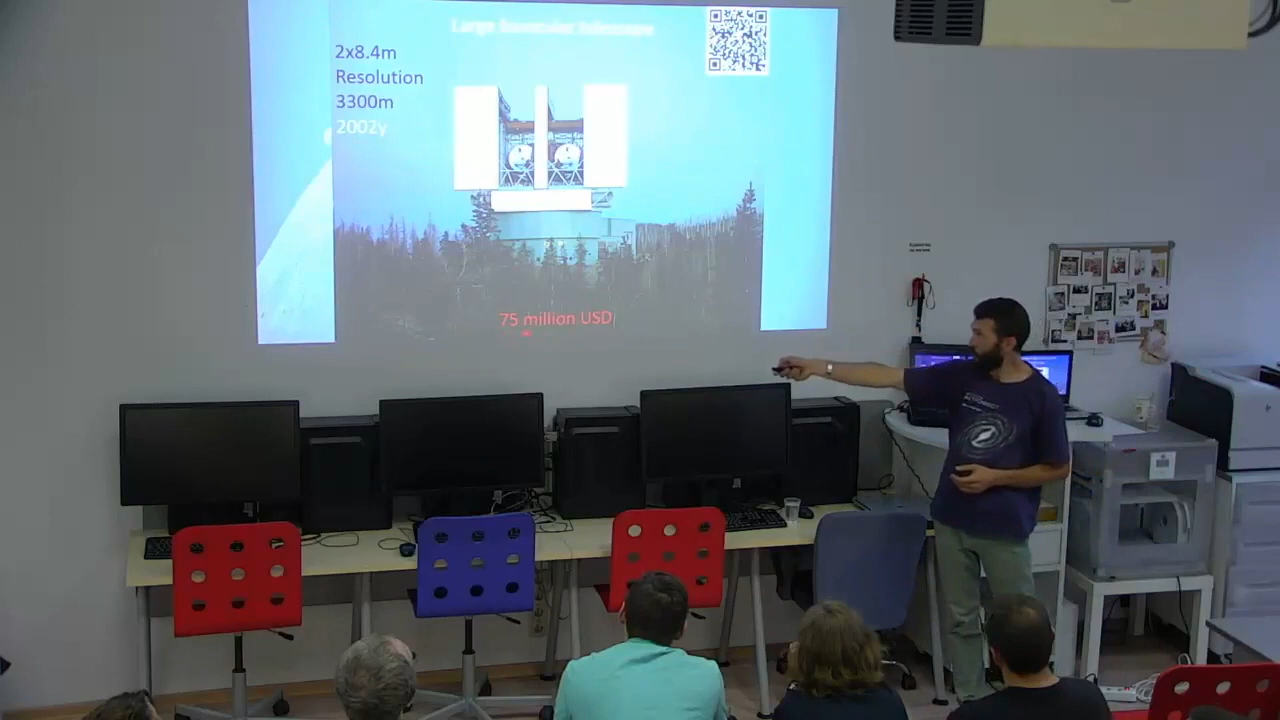 Large Binocular Telescope
2x8.4m
Resolution
3300m
2002y
75 million USD